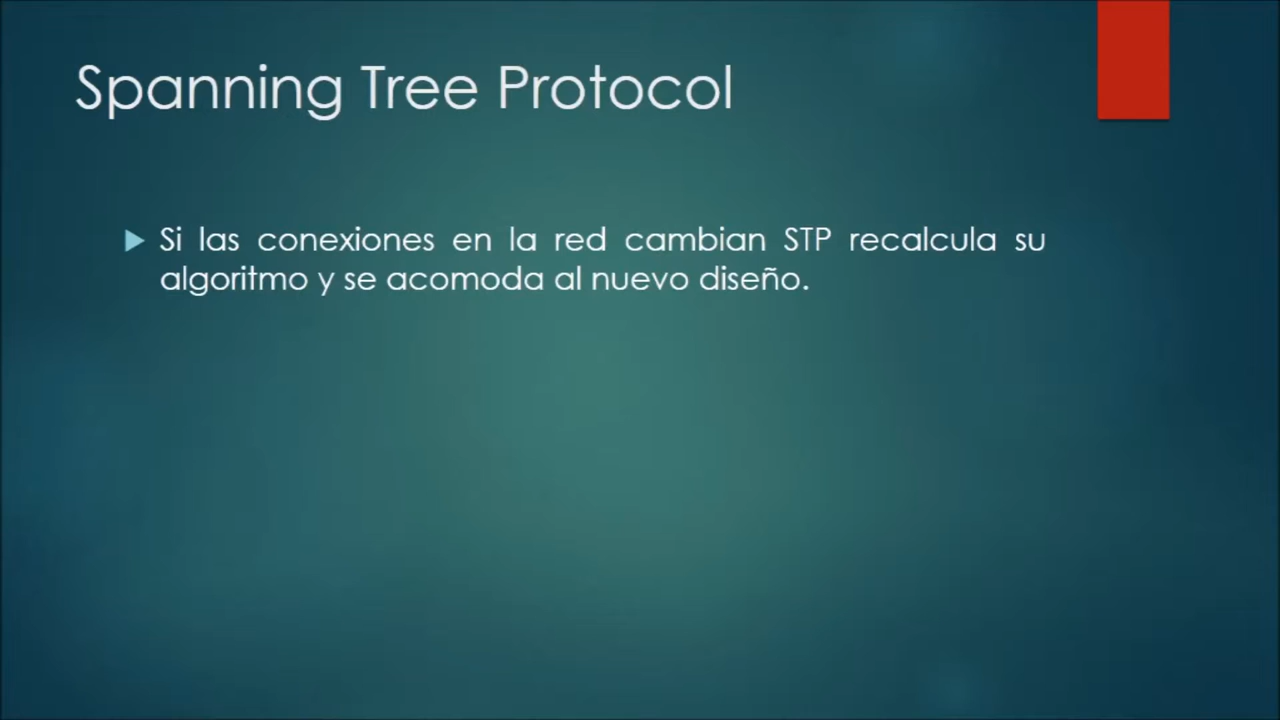 Spanning Tree Protocol
Si las conexiones en la red cambian STP recalcula su
algoritmo y se acomoda al nuevo diseño.